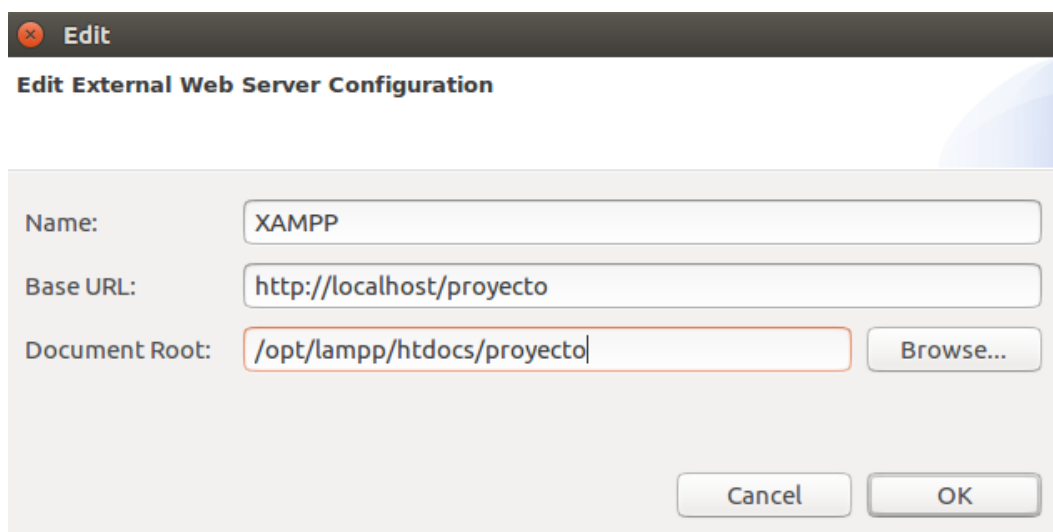 Edit
Edit External Web Server Configuration
Name: XAMPP
Base URL: http://localhost/proyecto
Document Root: /opt/lampp/htdocs/proyecto Browse...
Cancel OK